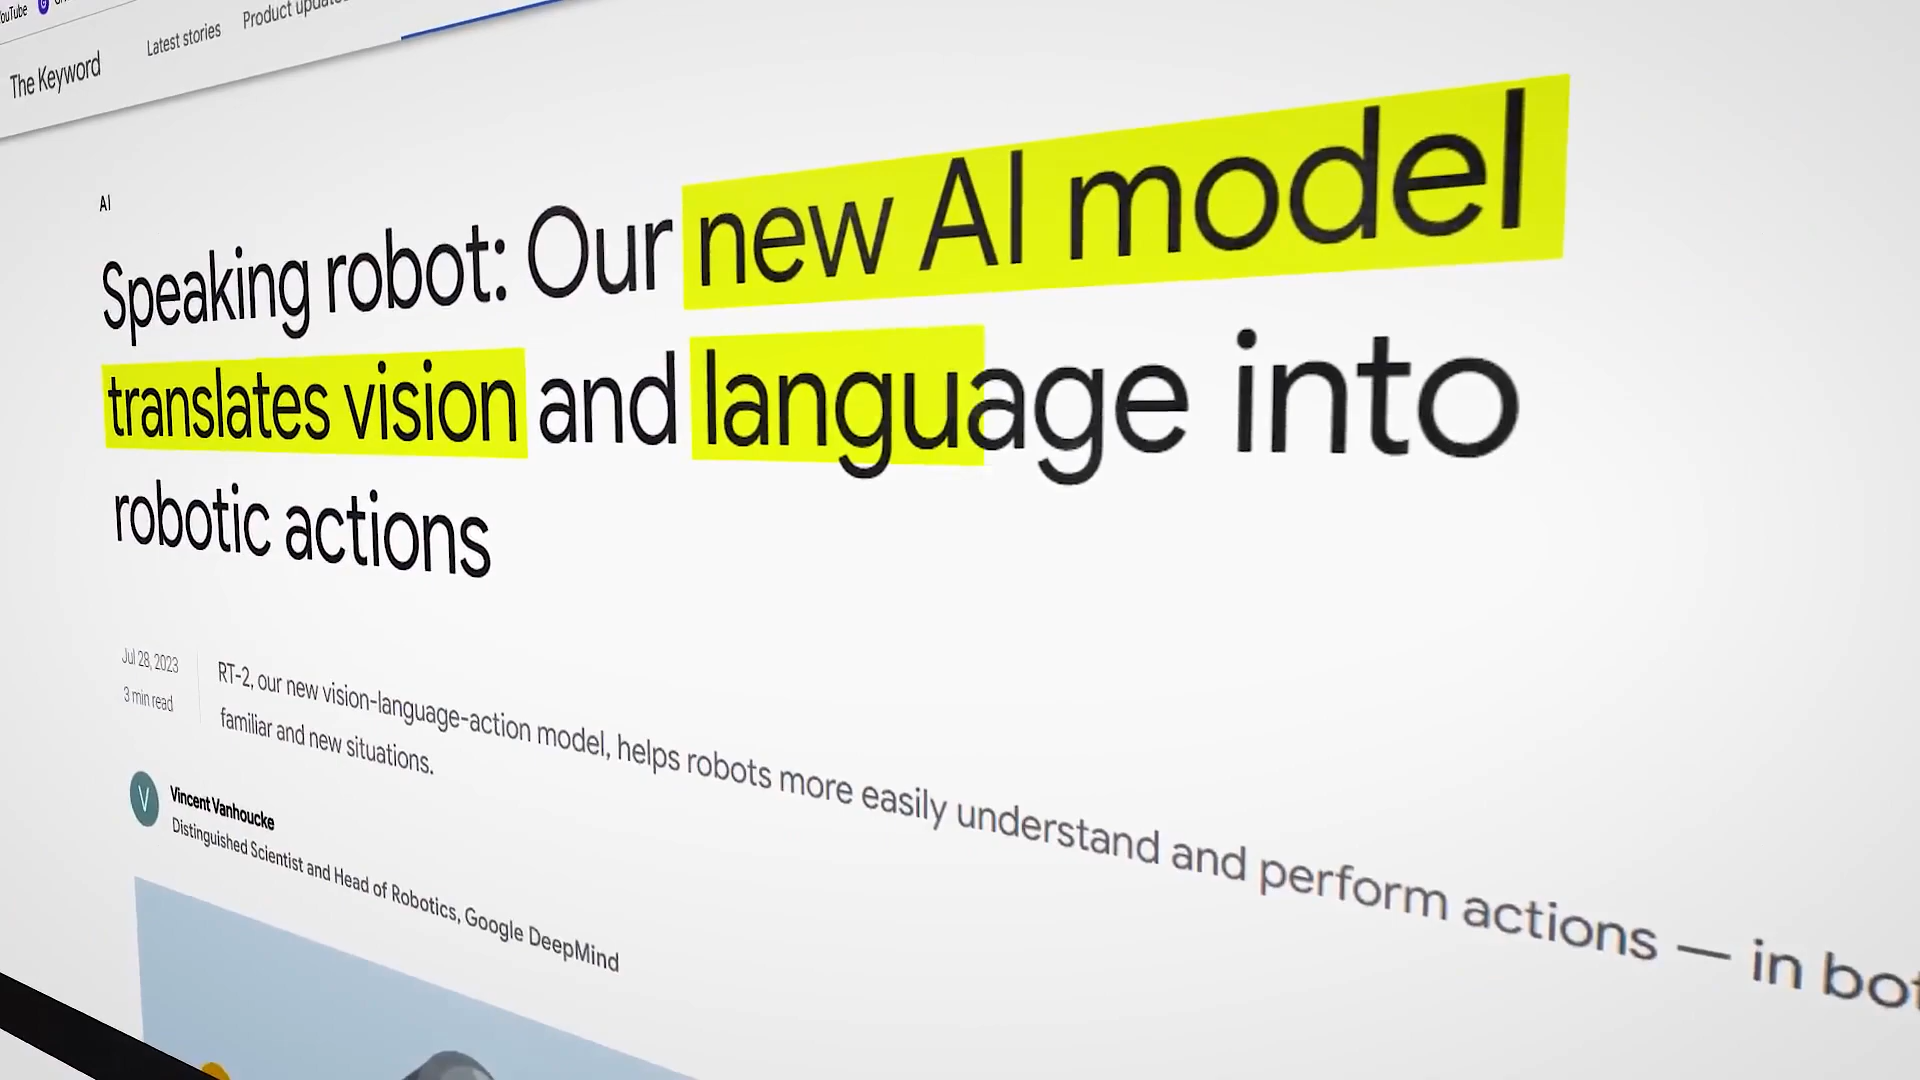 YouTube
The Keyword
Latest stories
Product updates
AI
Speaking robot: Our new AI model
translates vision and language into
robotic actions
Jul 28, 2023
3 min read
RT-2, our new vision-language-action model, helps robots more easily understand and perform actions — in
familiar and new situations.
V
Vincent Vanhoucke
Distinguished Scientist and Head of Robotics, Google DeepMind